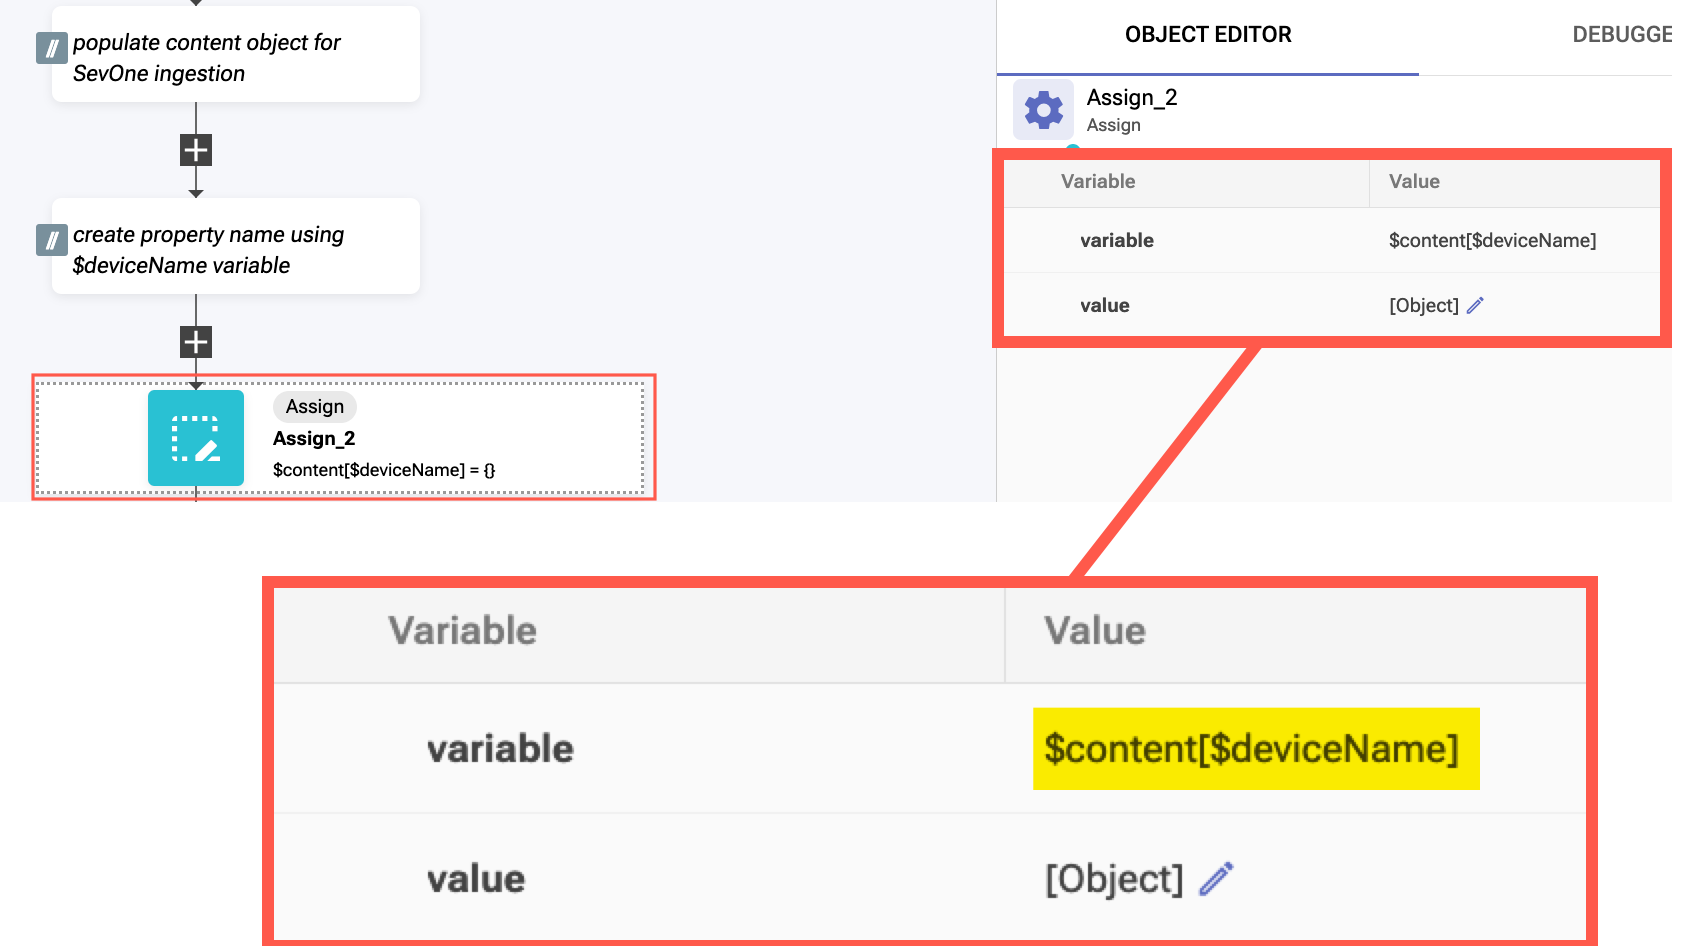 populate content object for
SevOne ingestion
create property name using
$deviceName variable
Assign
Assign_2
$content[$deviceName] = {}
OBJECT EDITOR
DEBUGGE
Assign_2
Assign
Variable
Value
variable
$content[$deviceName]
value
[Object]
Variable
Value
variable
$content[$deviceName]
value
[Object]